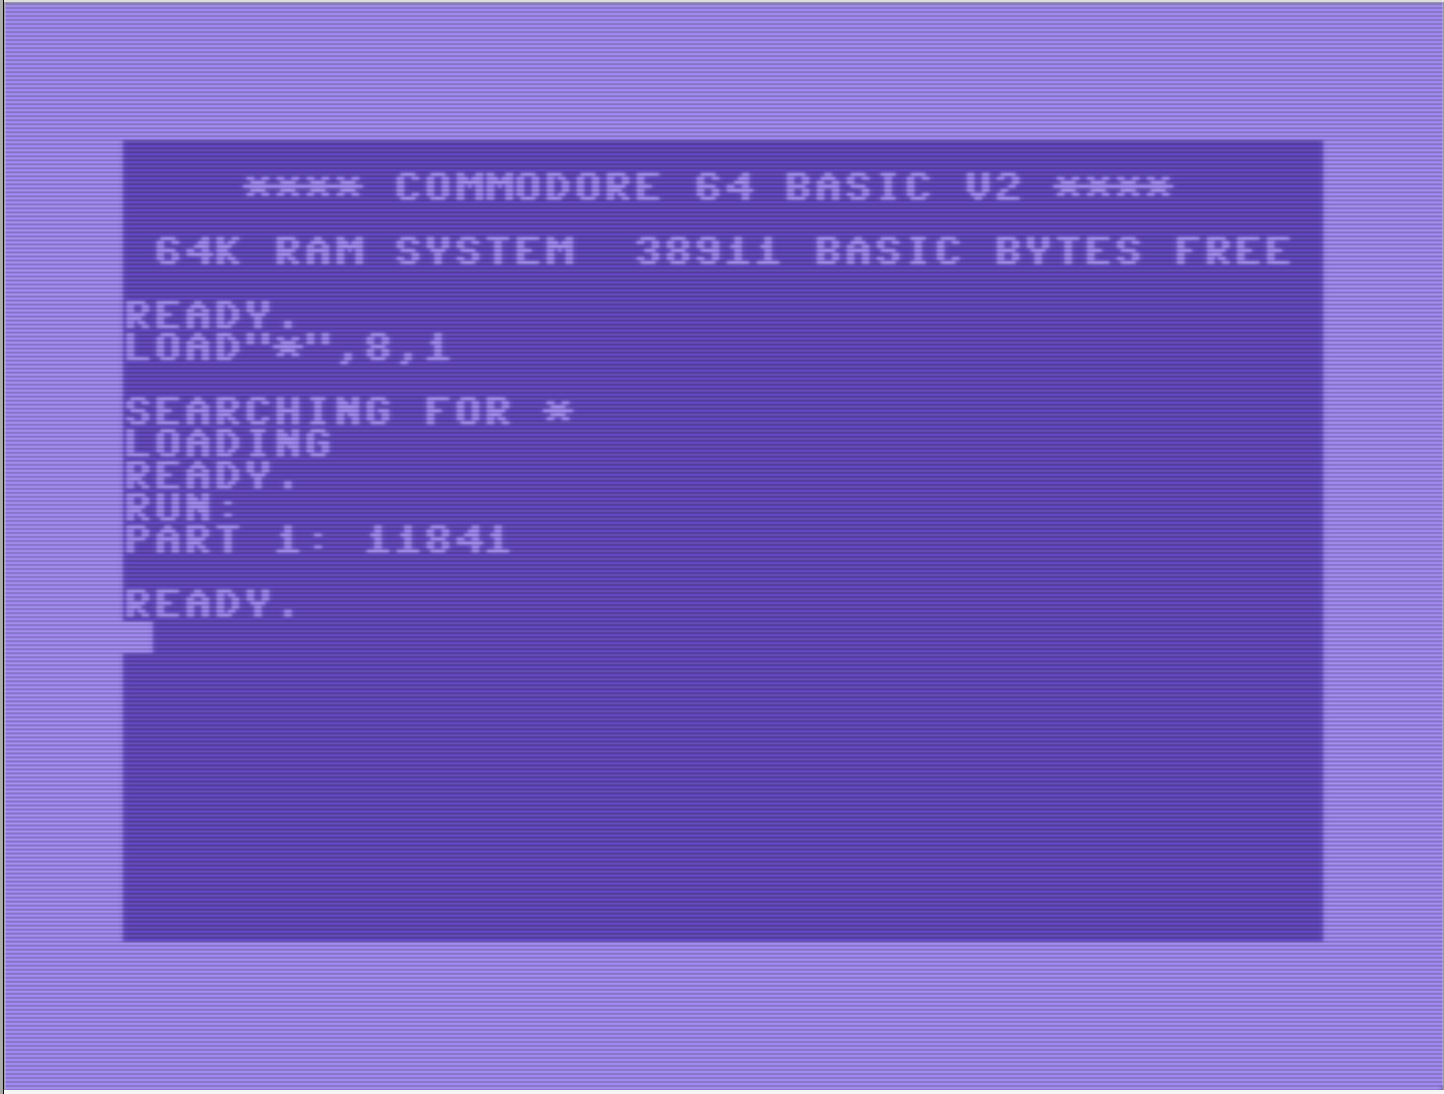 **** COMMODORE 64 BASIC V2 ****
64K RAM SYSTEM  38911 BASIC BYTES FREE
READY.
LOAD"*",8,1
SEARCHING FOR *
LOADING
READY.
RUN:
PART 1: 11841
READY.